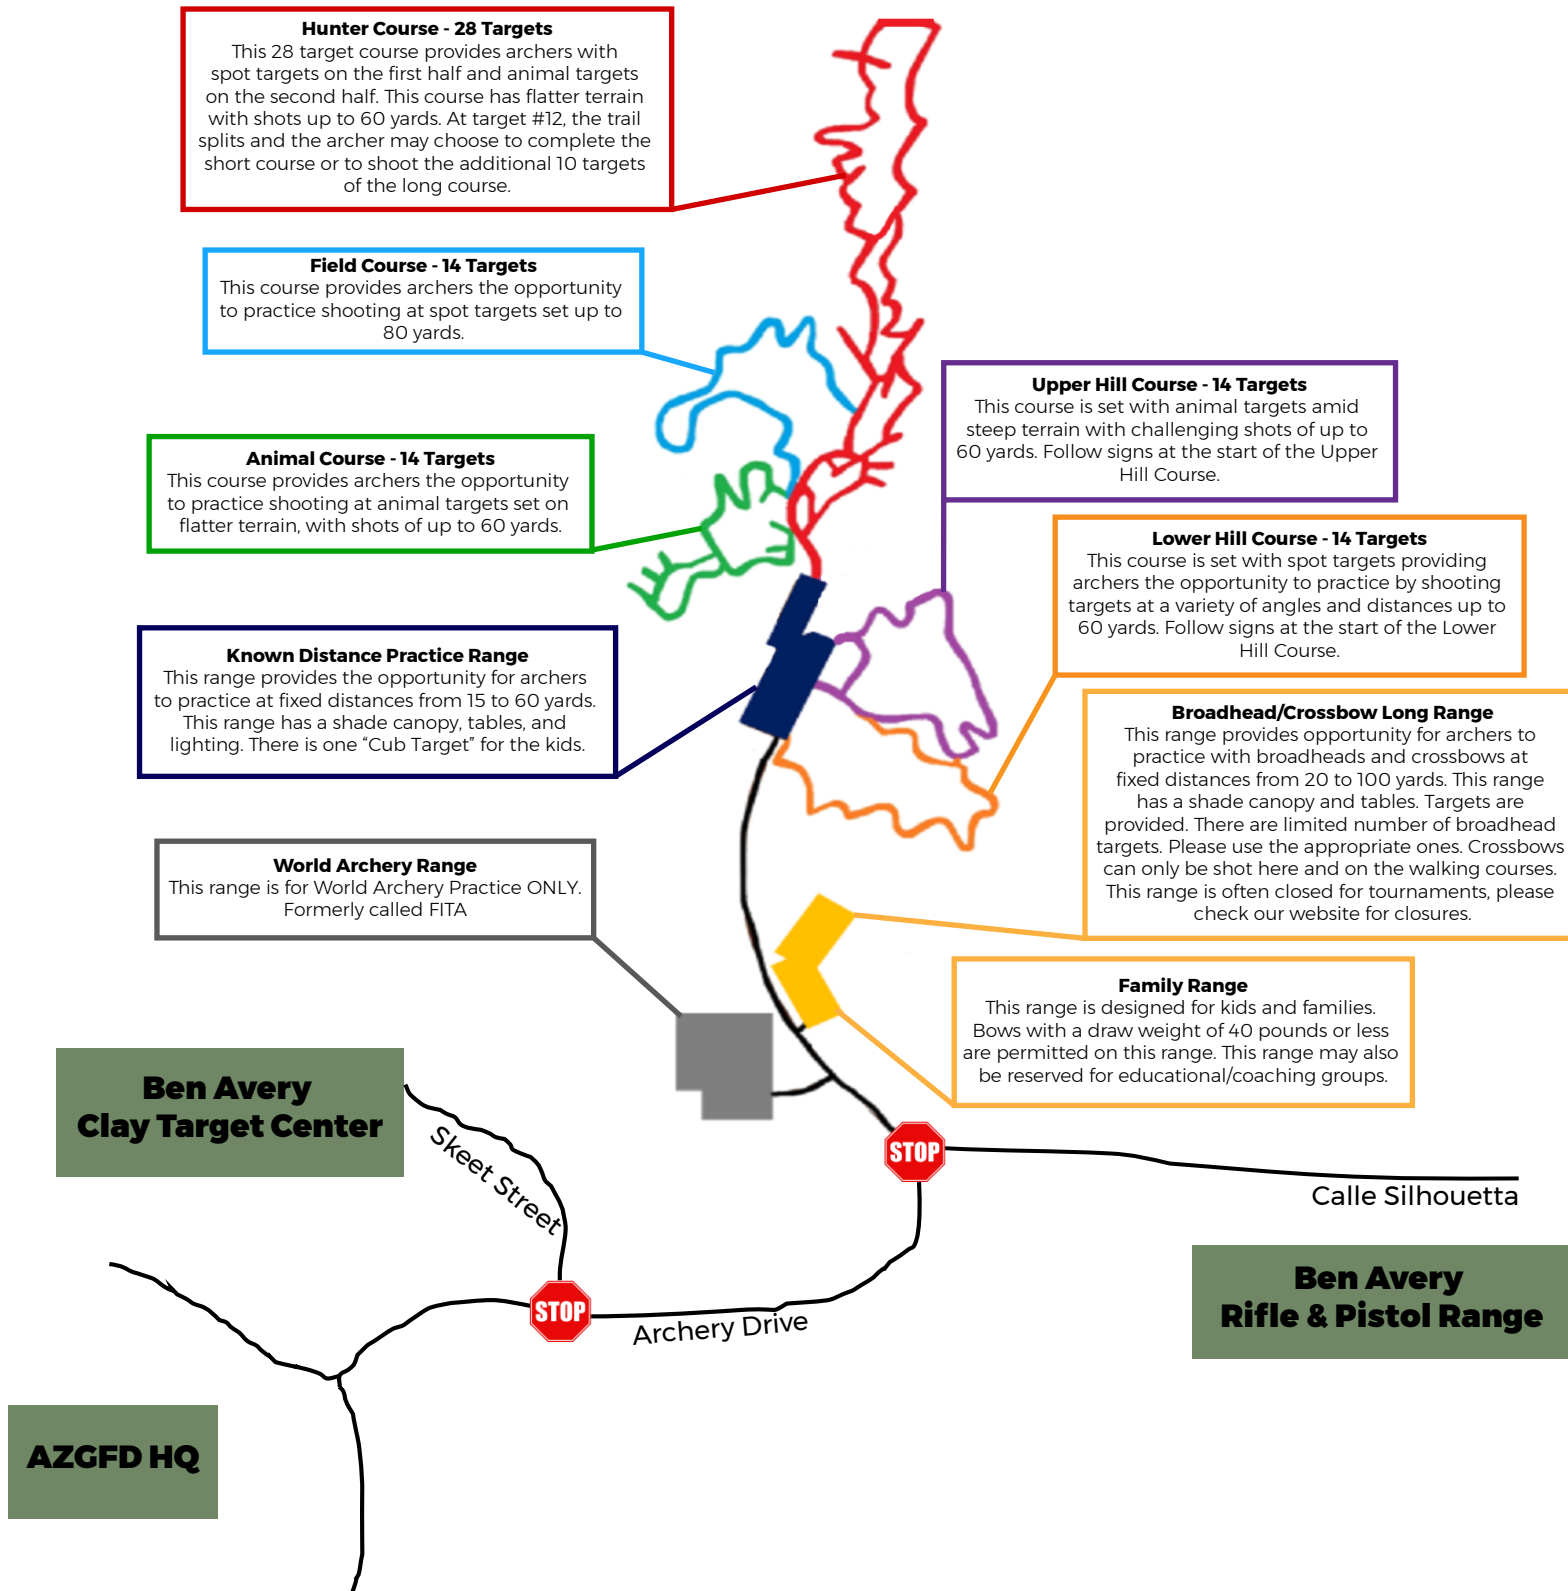 Hunter Course - 28 Targets
This 28 target course provides archers with
spot targets on the first half and animal targets
on the second half. This course has flatter terrain
with shots up to 60 yards. At target #12, the trail
splits and the archer may choose to complete the
short course or to shoot the additional 10 targets
of the long course.
Field Course - 14 Targets
This course provides archers the opportunity
to practice shooting at spot targets set up to
80 yards.
Upper Hill Course - 14 Targets
This course is set with animal targets amid
steep terrain with challenging shots of up to
60 yards. Follow signs at the start of the Upper
Hill Course.
Animal Course - 14 Targets
This course provides archers the opportunity
to practice shooting at animal targets set on
flatter terrain, with shots of up to 60 yards.
Lower Hill Course - 14 Targets
This course is set with spot targets providing
archers the opportunity to practice by shooting
targets at a variety of angles and distances up to
60 yards. Follow signs at the start of the Lower
Hill Course.
Known Distance Practice Range
This range provides the opportunity for archers
to practice at fixed distances from 15 to 60 yards.
This range has a shade canopy, tables, and
lighting. There is one “Cub Target” for the kids.
Broadhead/Crossbow Long Range
This range provides opportunity for archers to
practice with broadheads and crossbows at
fixed distances from 20 to 100 yards. This range
has a shade canopy and tables. Targets are
provided. There are limited number of broadhead
targets. Please use the appropriate ones. Crossbows
can only be shot here and on the walking courses.
This range is often closed for tournaments, please
check our website for closures.
World Archery Range
This range is for World Archery Practice ONLY.
Formerly called FITA
Family Range
This range is designed for kids and families.
Bows with a draw weight of 40 pounds or less
are permitted on this range. This range may also
be reserved for educational/coaching groups.
Ben Avery
Clay Target Center
Skeet Street
STOP
Calle Silhouetta
Ben Avery
Rifle & Pistol Range
STOP
Archery Drive
AZGFD HQ